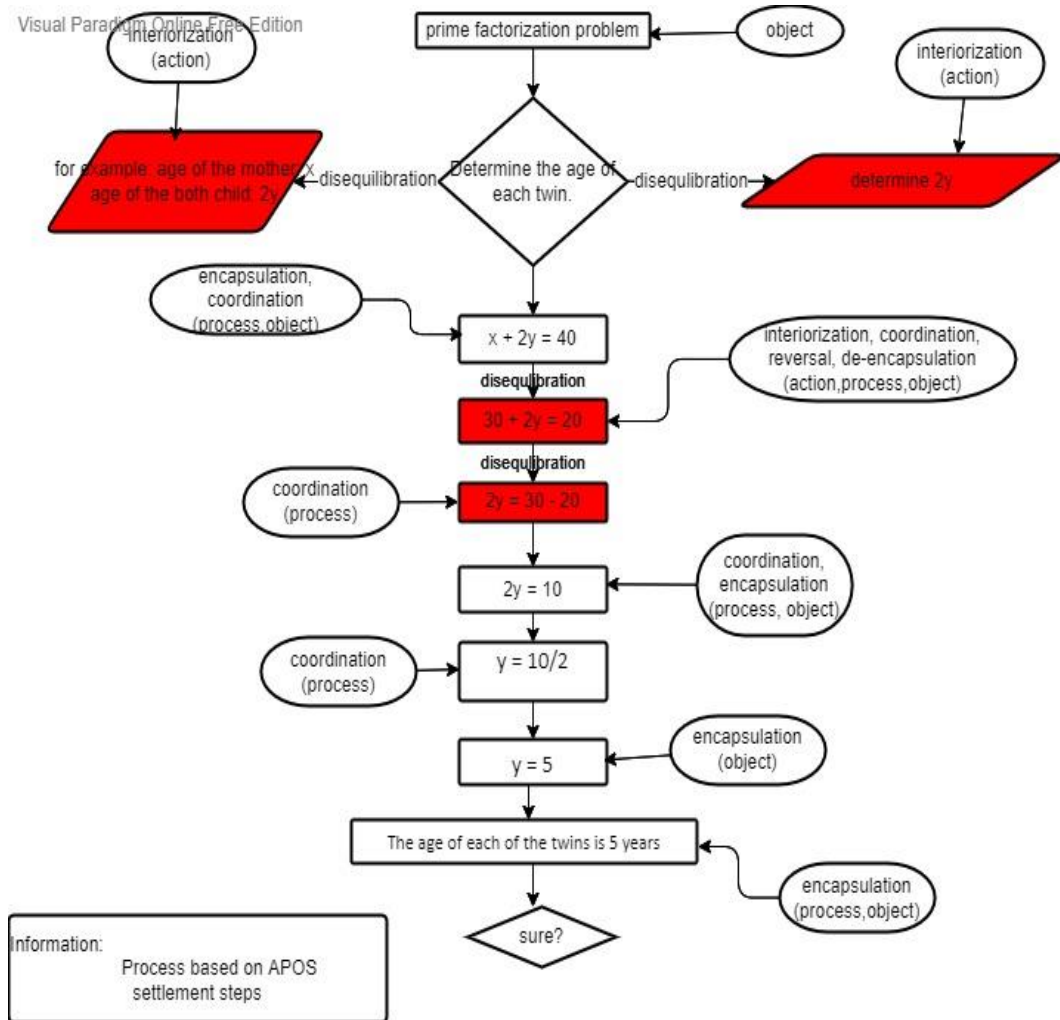 Visual Paradigm Online Free Edition
interiorization
(action)
prime factorization problem
object
interiorization
(action)
for example: age of the mother: x
age of the both child: 2y
disequilibration
Determine the age of
each twin.
disequilibration
determine 2y
encapsulation,
coordination
(process,object)
x + 2y = 40
interiorization, coordination,
reversal, de-encapsulation
(action,process,object)
disequlibration
30 + 2y = 20
disequlibration
coordination
(process)
2y = 30 - 20
2y = 10
coordination,
encapsulation
(process, object)
coordination
(process)
y = 10/2
y = 5
encapsulation
(object)
The age of each of the twins is 5 years
encapsulation
(process,object)
sure?
Information:
Process based on APOS
settlement steps